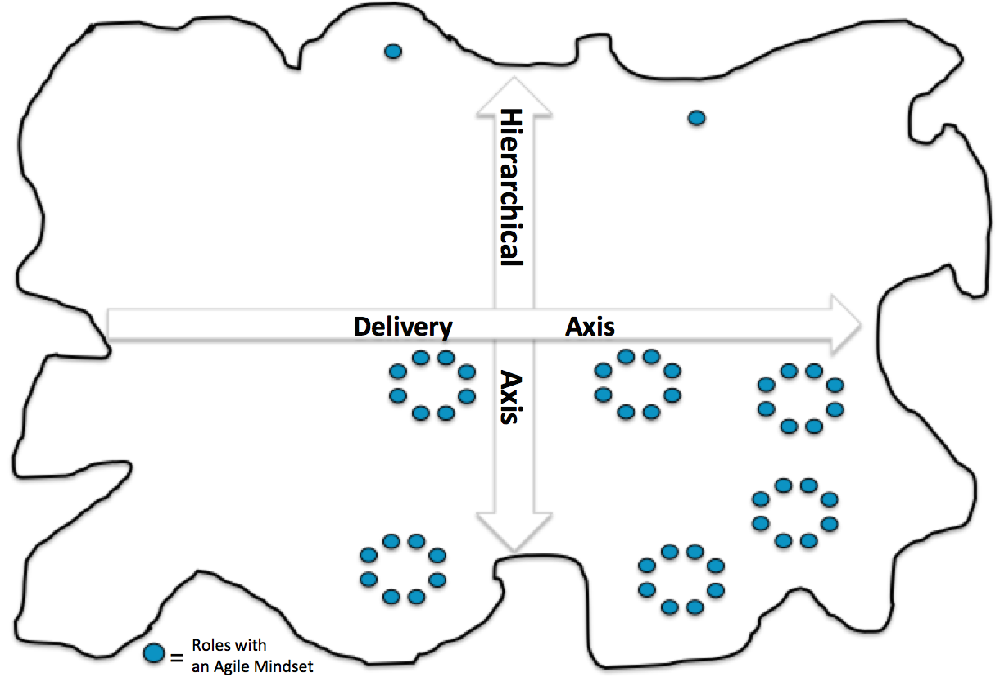 Hierarchical
Delivery Axis
Axis
= Roles with
an Agile Mindset